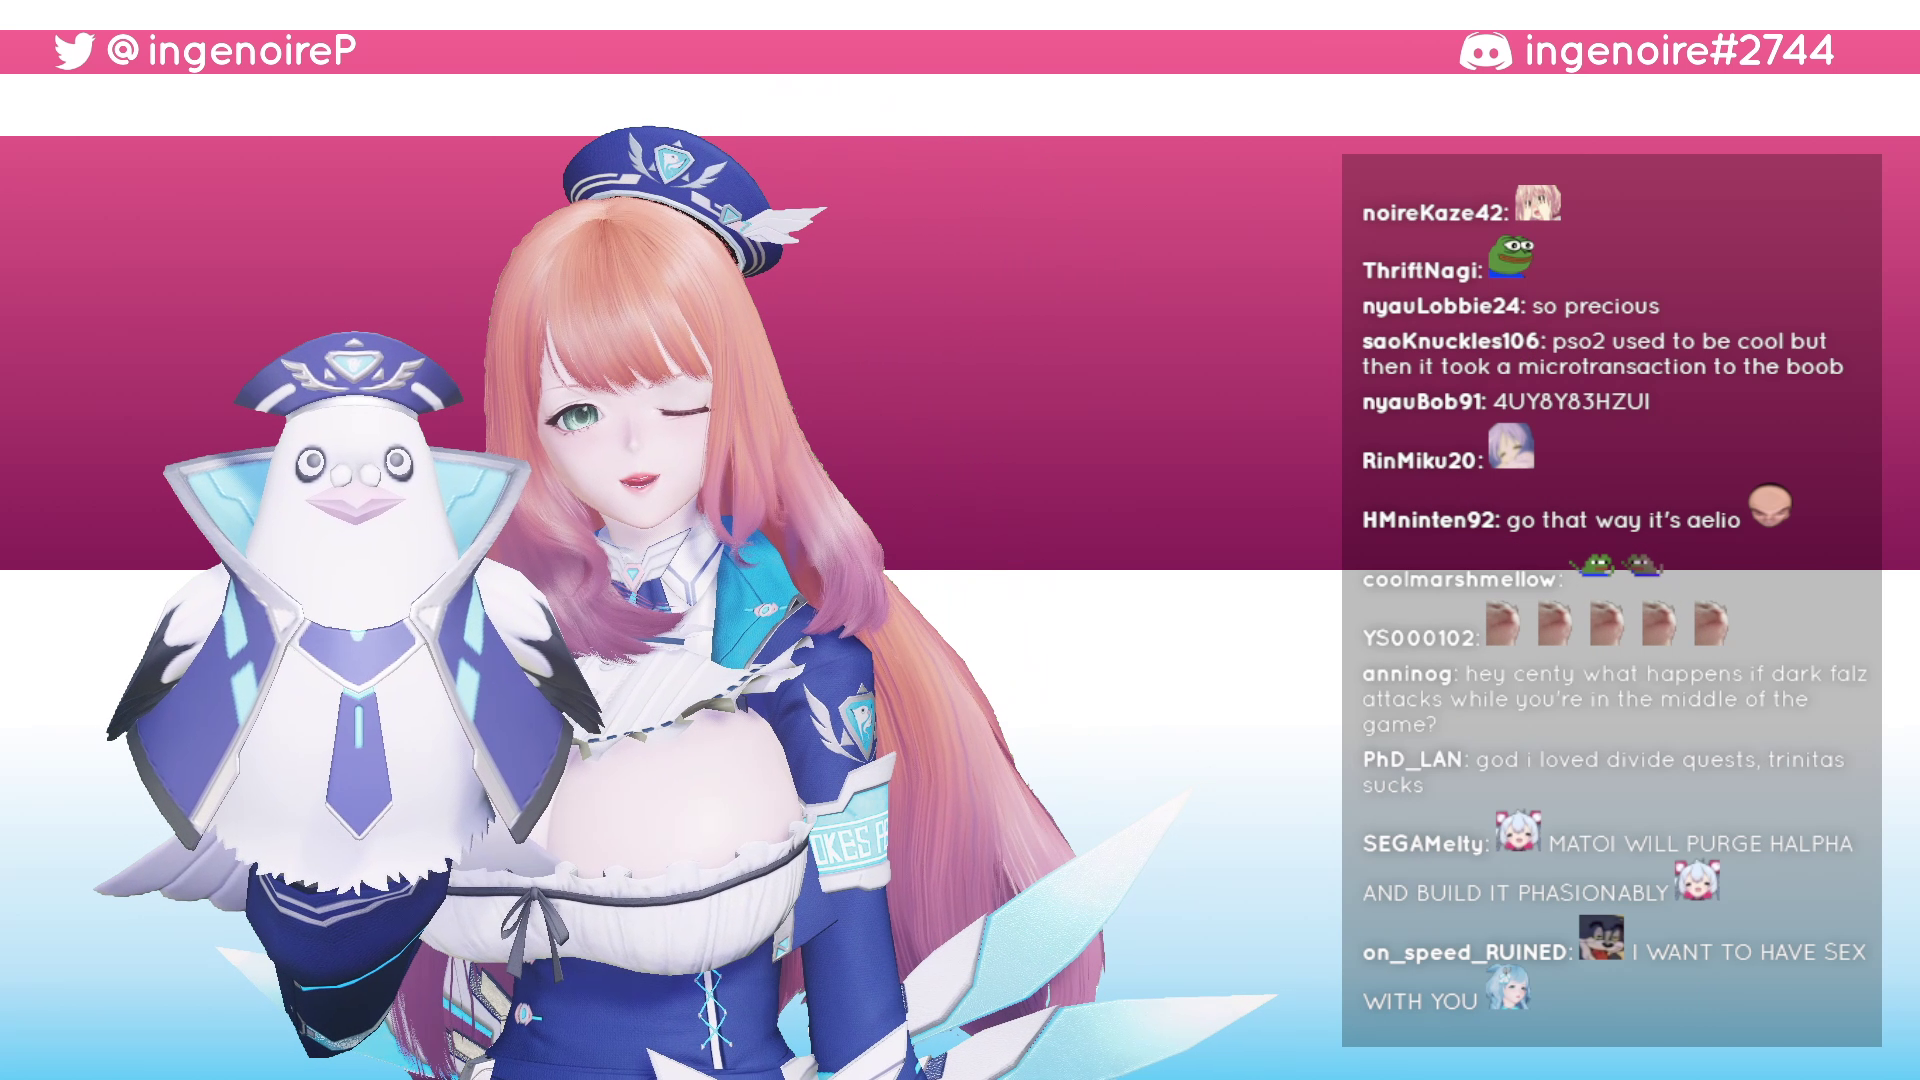 @ingenoireP
ingenoire#2744
noireKaze42:
ThriftNagi:
nyauLobbie24: so precious
saoKnuckles106: pso2 used to be cool but
then it took a microtransaction to the boob
nyauBob91: 4UY8Y83HZUI
RinMiku20:
HMninten92: go that way it's aelio
coolmarshmellow:
YS000102:
anninog: hey centy what happens if dark falz
attacks while you're in the middle of the
game?
PhD_LAN: god i loved divide quests, trinitas
sucks
SEGAMelty: MATOI WILL PURGE HALPHA
AND BUILD IT PHASIONABLY
on_speed_RUINED: I WANT TO HAVE SEX
WITH YOU